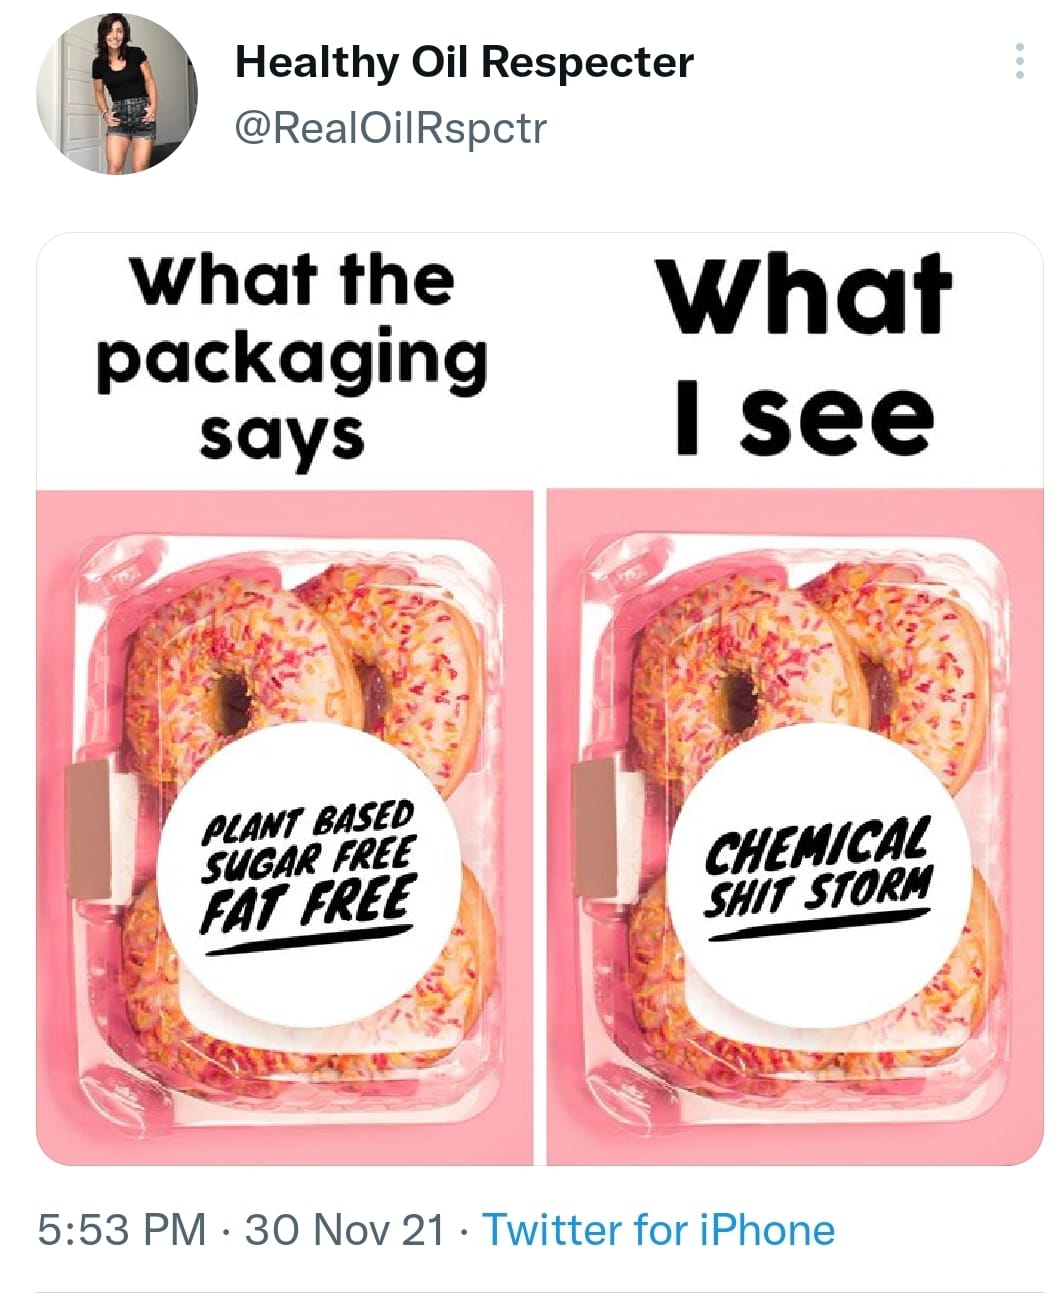 Healthy Oil Respecter
@RealOilRspctr
What the
packaging
says
What
I see
PLANT BASED
SUGAR FREE
FAT FREE
CHEMICAL
SHIT STORM
5:53 PM · 30 Nov 21 · Twitter for iPhone